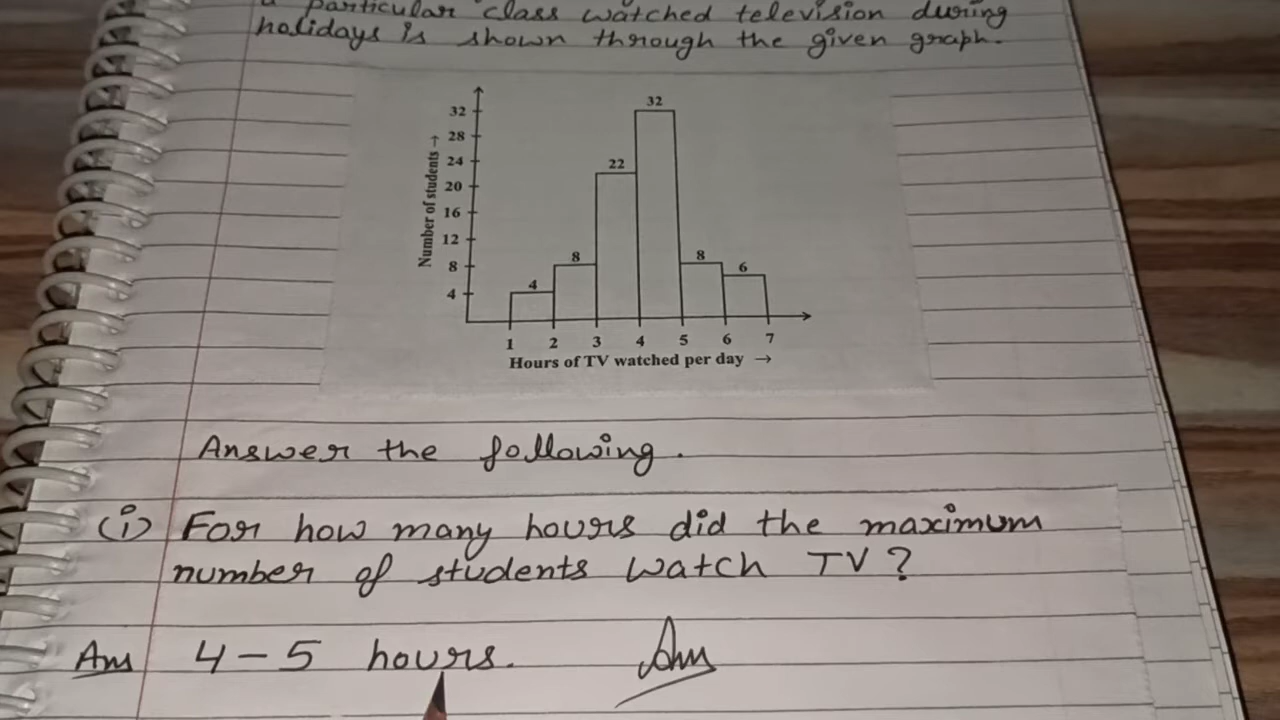 particular class watched television during
holidays is shown through the given graph.
32
32
28
24
22
20
16
12
8
8
8
6
4
4
Number of students →
1 2 3 4 5 6 7
Hours of TV watched per day →
Answer the following.
(i) For how many hours did the maximum
number of students watch TV?
Ans 4-5 hours. Ans